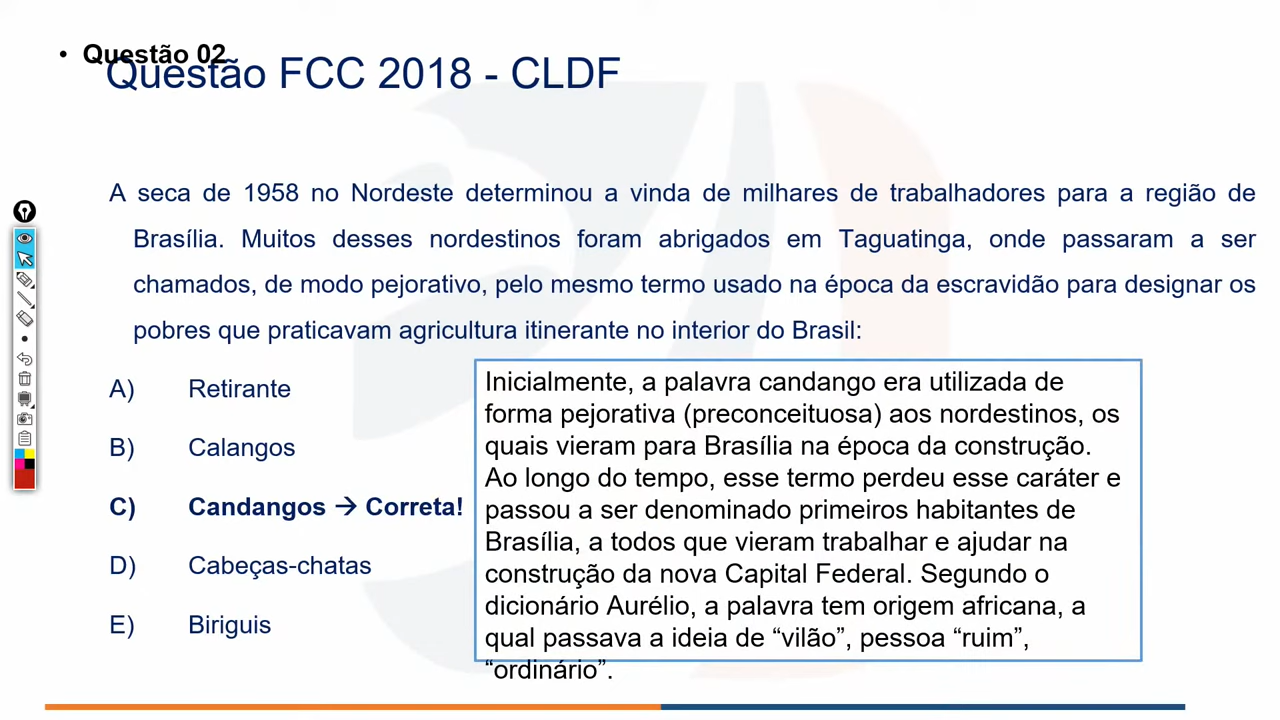 • Questão 02
Questão FCC 2018 - CLDF
A seca de 1958 no Nordeste determinou a vinda de milhares de trabalhadores para a região de
Brasília. Muitos desses nordestinos foram abrigados em Taguatinga, onde passaram a ser
chamados, de modo pejorativo, pelo mesmo termo usado na época da escravidão para designar os
pobres que praticavam agricultura itinerante no interior do Brasil:
A) Retirante
B) Calangos
C) Candangos → Correta!
D) Cabeças-chatas
E) Biriguis
Inicialmente, a palavra candango era utilizada de
forma pejorativa (preconceituosa) aos nordestinos, os
quais vieram para Brasília na época da construção.
Ao longo do tempo, esse termo perdeu esse caráter e
passou a ser denominado primeiros habitantes de
Brasília, a todos que vieram trabalhar e ajudar na
construção da nova Capital Federal. Segundo o
dicionário Aurélio, a palavra tem origem africana, a
qual passava a ideia de “vilão”, pessoa “ruim”,
“ordinário”.